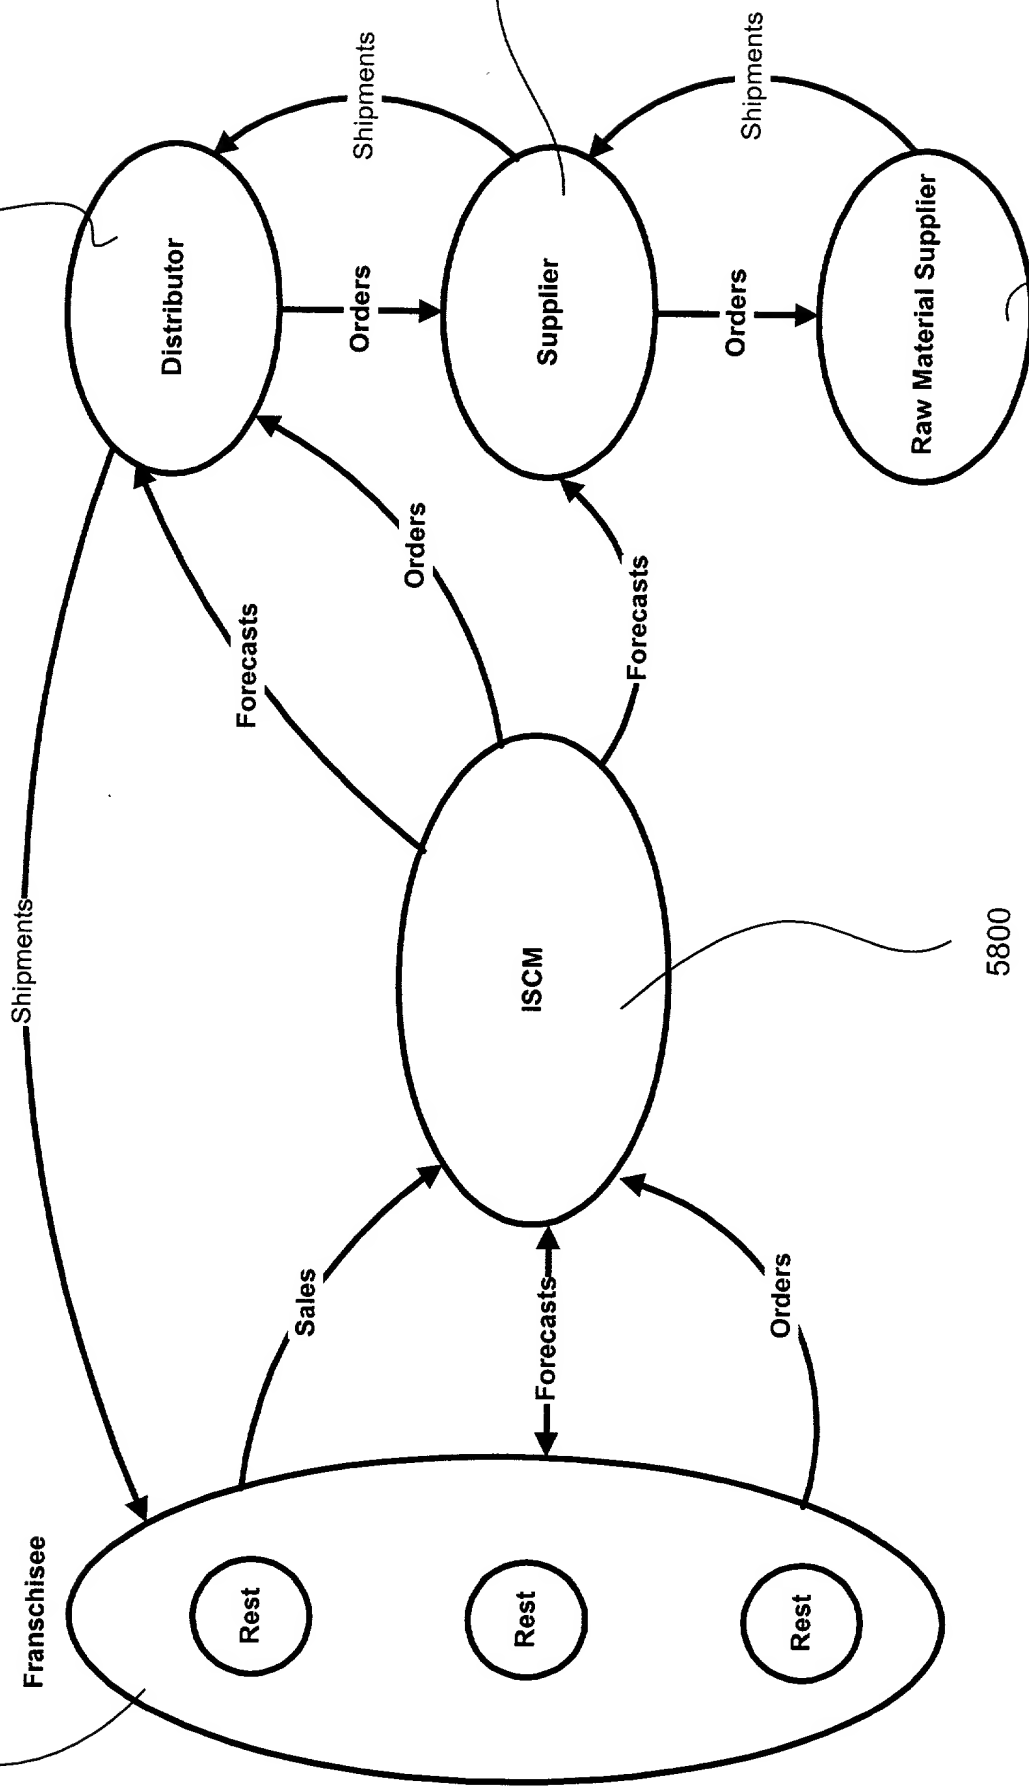 Franschisee
Rest
Rest
Rest
Shipments
Sales
Forecasts
Orders
ISCM
5800
Forecasts
Orders
Forecasts
Distributor
Orders
Supplier
Orders
Raw Material Supplier
Shipments
Shipments